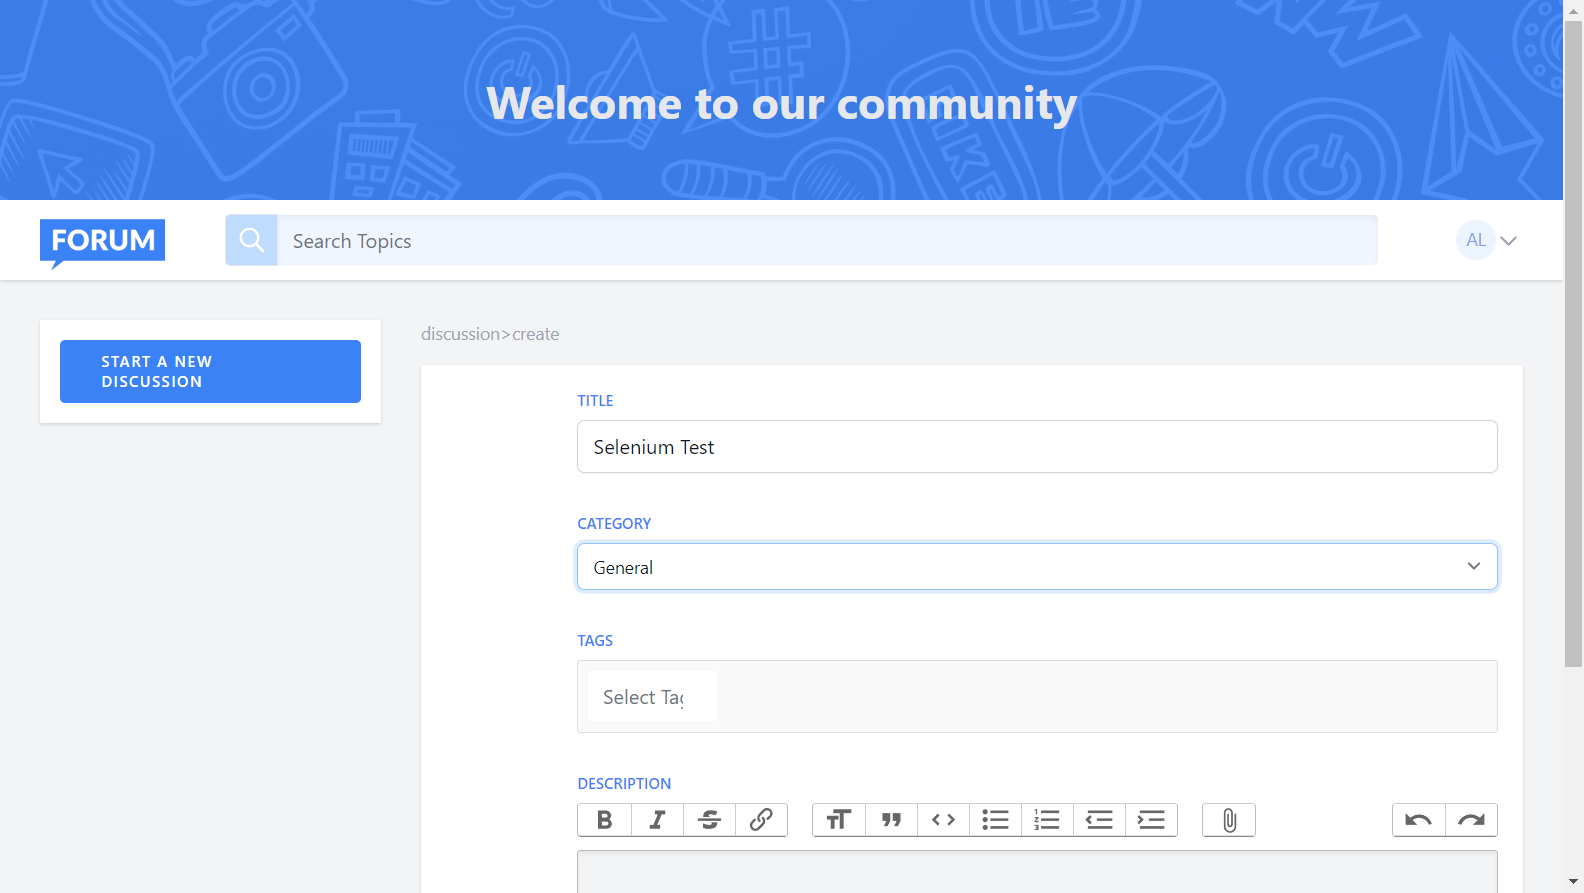 Welcome to our community
FORUM
Search Topics
AL
START A NEW
DISCUSSION
discussion>create
TITLE
Selenium Test
CATEGORY
General
TAGS
Select Tag
DESCRIPTION